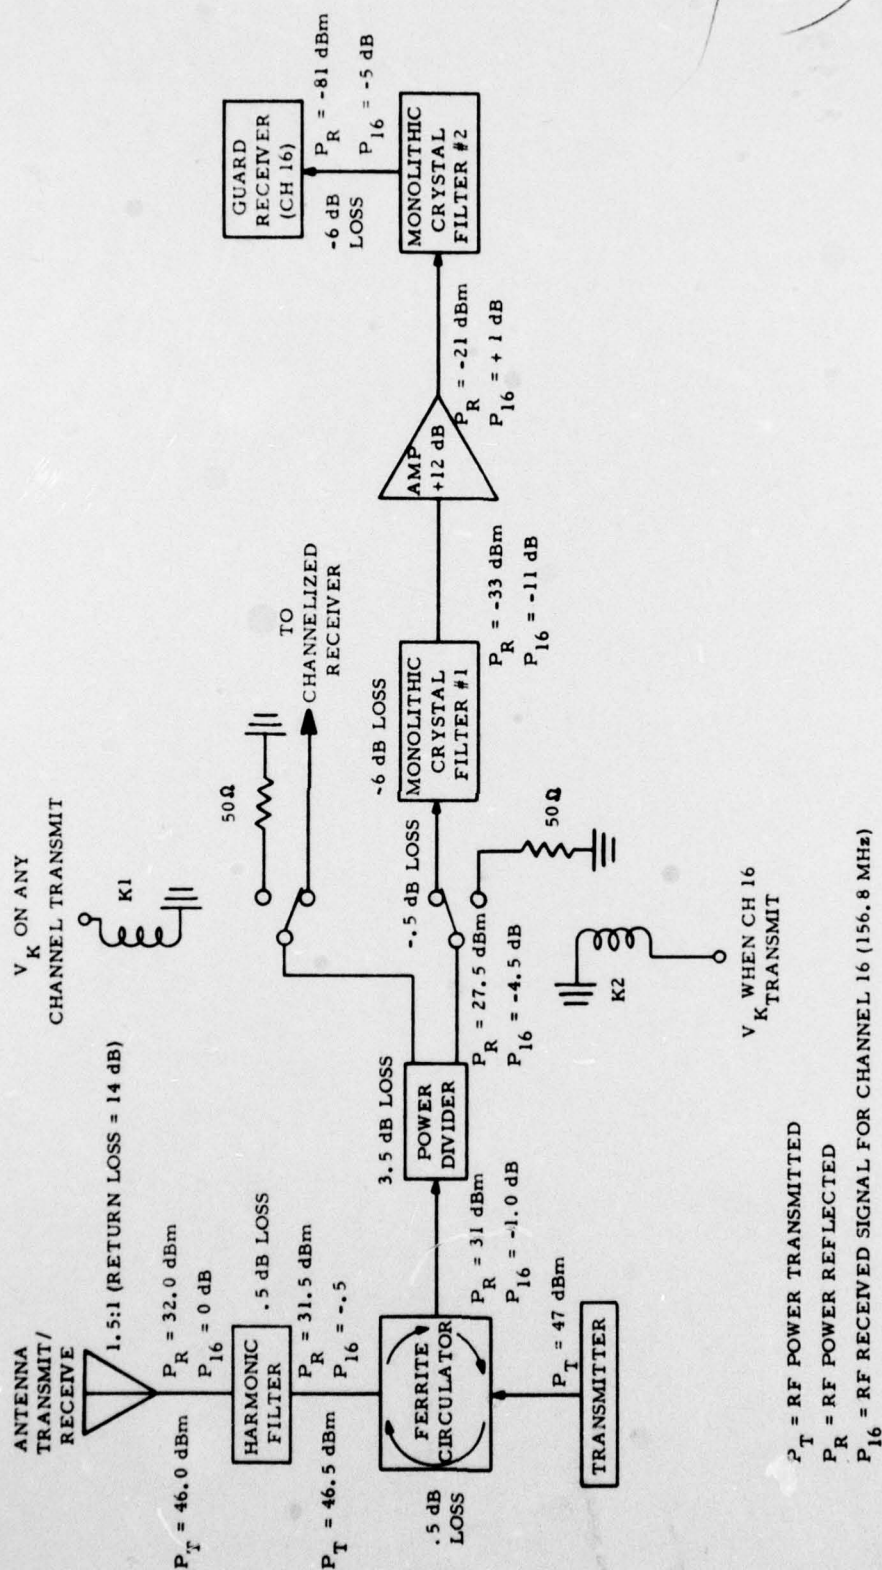 ANTENNA
TRANSMIT/
RECEIVE
1.5:1 (RETURN LOSS = 14 dB)
P_T = 46.0 dBm
P_R = 32.0 dBm
P_16 = 0 dB
HARMONIC
FILTER
.5 dB LOSS
P_T = 46.5 dBm
P_R = 31.5 dBm
P_16 = -.5
.5 dB
LOSS
FERRITE
CIRCULATOR
P_R = 31 dBm
P_16 = -1.0 dB
P_T = 47 dBm
TRANSMITTER
3.5 dB LOSS
POWER
DIVIDER
P_R = 27.5 dBm
P_16 = -4.5 dB
V_K ON ANY
CHANNEL TRANSMIT
K1
50Ω
TO
CHANNELIZED
RECEIVER
-.5 dB LOSS
50Ω
K2
V_K WHEN CH 16
TRANSMIT
-6 dB LOSS
MONOLITHIC
CRYSTAL
FILTER #1
P_R = -33 dBm
P_16 = -11 dB
AMP
+12 dB
P_R = -21 dBm
P_16 = + 1 dB
MONOLITHIC
CRYSTAL
FILTER #2
-6 dB
LOSS
P_R = -81 dBm
P_16 = -5 dB
GUARD
RECEIVER
(CH 16)
P_T = RF POWER TRANSMITTED
P_R = RF POWER REFLECTED
P_16 = RF RECEIVED SIGNAL FOR CHANNEL 16 (156.8 MHz)